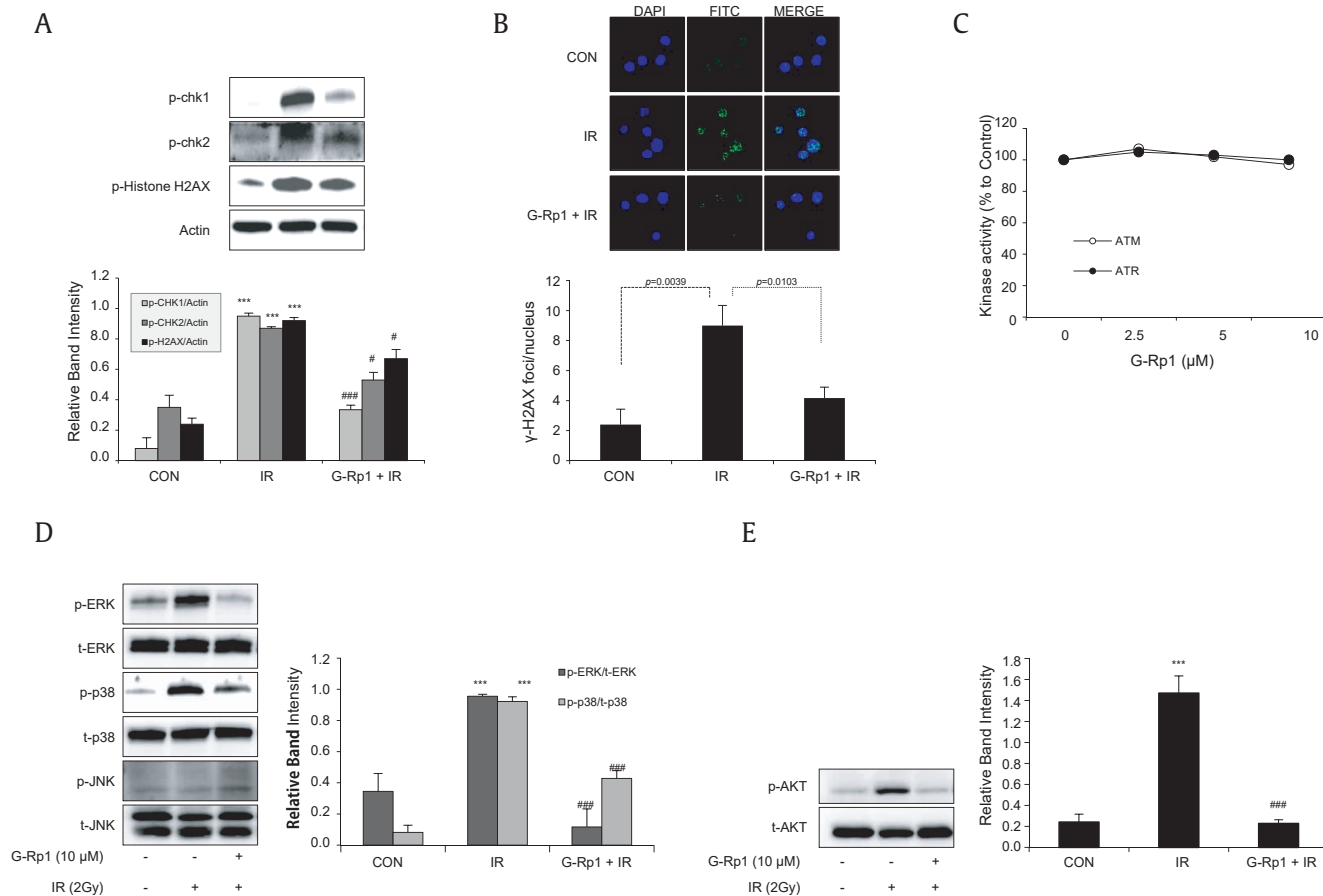 A
p-chk1
p-chk2
p-Histone H2AX
Actin
Relative Band Intensity
1.2
1.0
8.0
0.6
0.4
0.2
0.0
p-CHK1/Actin
p-CHK2/Actin
p-H2AX/Actin
*** *** ***
### # #
CON IR G-Rp1 + IR
B
DAPI FITC MERGE
CON
IR
G-Rp1 + IR
p=0.0039 p=0.0103
γ-H2AX foci/nucleus
12
10
8
6
4
2
0
CON IR G-Rp1 + IR
C
Kinase activity (% to Control)
120
100
80
60
40
20
0
ATM
ATR
0 2.5 5 10
G-Rp1 (μM)
D
p-ERK
t-ERK
p-p38
t-p38
p-JNK
t-JNK
G-Rp1 (10 μM) - - +
IR (2Gy) - + +
Relative Band Intensity
1.2
1.0
0.8
0.6
0.4
0.2
0.0
p-ERK/t-ERK
p-p38/t-p38
*** ***
### ###
CON IR G-Rp1 + IR
E
p-AKT
t-AKT
G-Rp1 (10 μM) - - +
IR (2Gy) - + +
Relative Band Intensity
1.8
1.6
1.4
1.2
1.0
0.8
0.6
0.4
0.2
0.0
***
###
CON IR G-Rp1 + IR